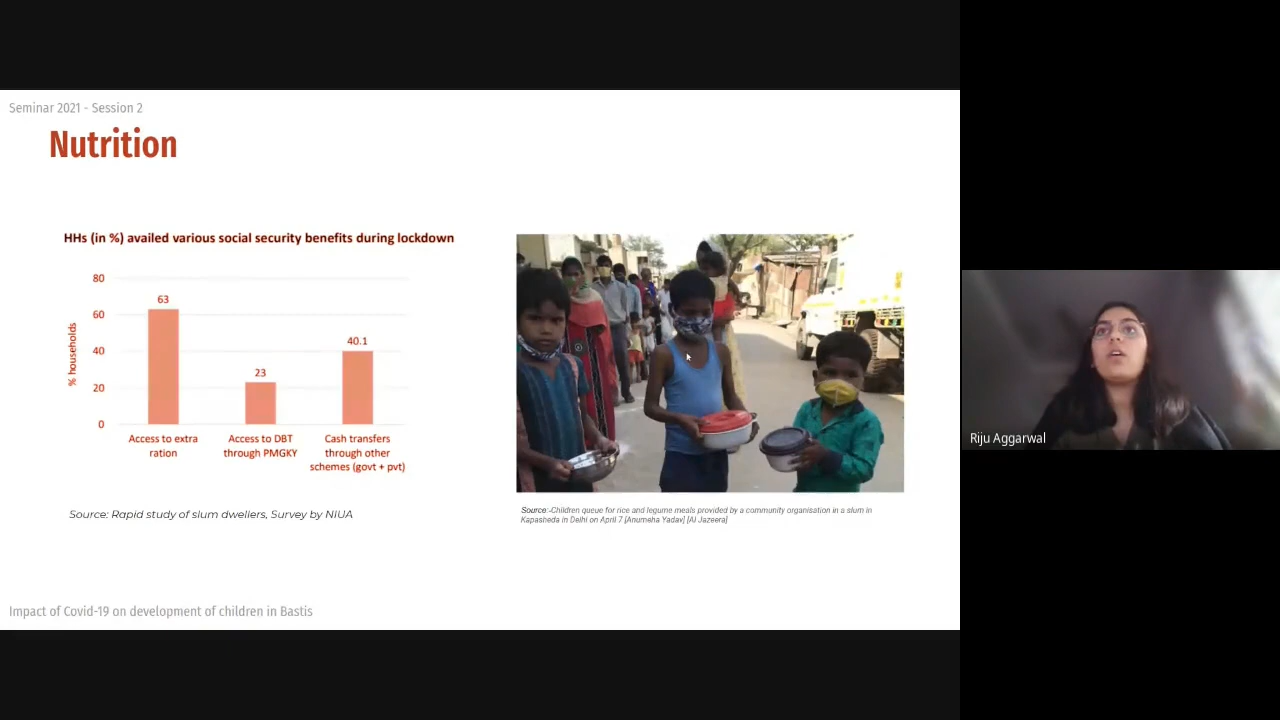 Seminar 2021 - Session 2
Nutrition
HHs (in %) availed various social security benefits during lockdown
% households
80
60
40
20
0
63
23
40.1
Access to extra
ration
Access to DBT
through PMGKY
Cash transfers
through other
schemes (govt + pvt)
Source: Rapid study of slum dwellers, Survey by NIUA
Source:-Children queue for rice and legume meals provided by a community organisation in a slum in
Kapasheda in Delhi on April 7 [Anumeha Yadav] [Al Jazeera]
Impact of Covid-19 on development of children in Bastis
Riju Aggarwal